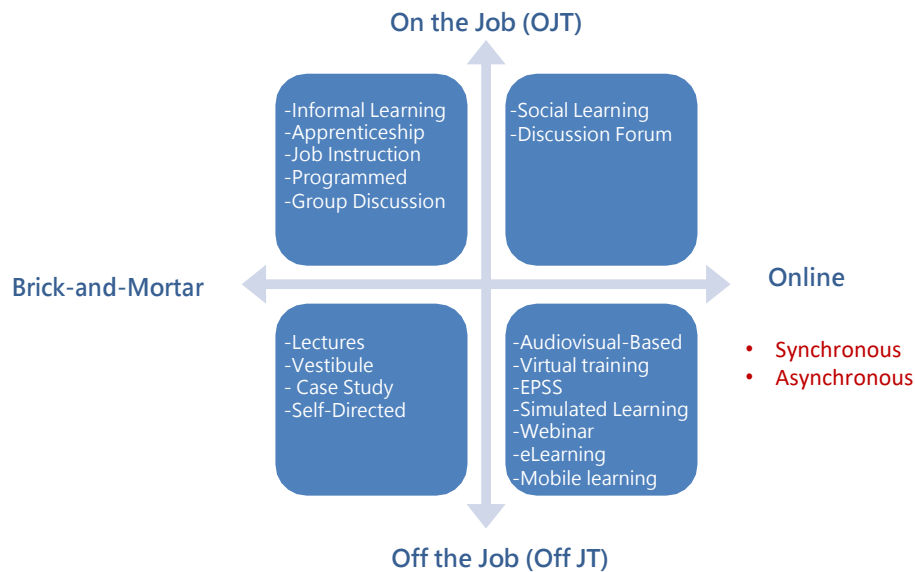 On the Job (OJT)
-Informal Learning
-Apprenticeship
-Job Instruction
-Programmed
-Group Discussion
-Social Learning
-Discussion Forum
Brick-and-Mortar
Online
• Synchronous
• Asynchronous
-Lectures
-Vestibule
- Case Study
-Self-Directed
-Audiovisual-Based
-Virtual training
-EPSS
-Simulated Learning
-Webinar
-eLearning
-Mobile learning
Off the Job (Off JT)